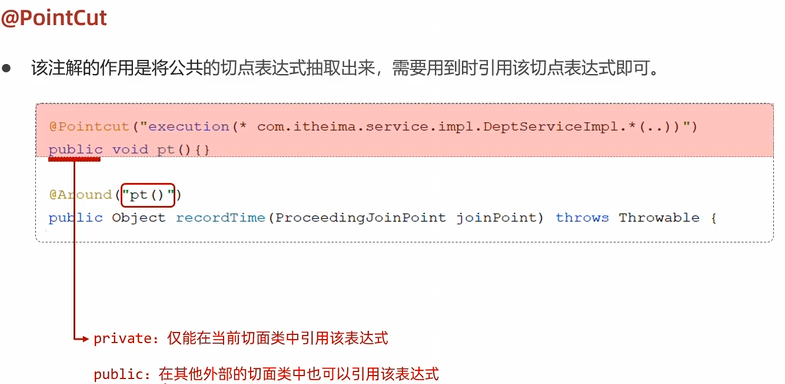 @PointCut
● 该注解的作用是将公共的切点表达式抽取出来，需要用到时引用该切点表达式即可。
@Pointcut("execution(* com.itheima.service.impl.DeptServiceImpl.*(..))")
public void pt(){}
@Around("pt()")
public Object recordTime(ProceedingJoinPoint joinPoint) throws Throwable {
private: 仅能在当前切面类中引用该表达式
public: 在其他外部的切面类中也可以引用该表达式